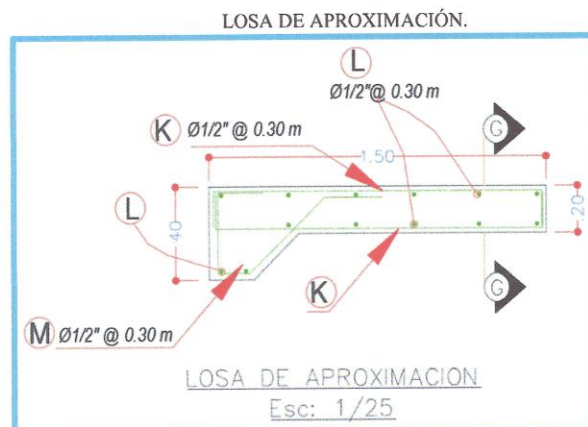 LOSA DE APROXIMACIÓN.
L
Ø1/2" @ 0.30 m
K Ø1/2" @ 0.30 m
G
1.50
L
40
.20
G
K
M Ø1/2" @ 0.30 m
LOSA DE APROXIMACION
Esc: 1/25